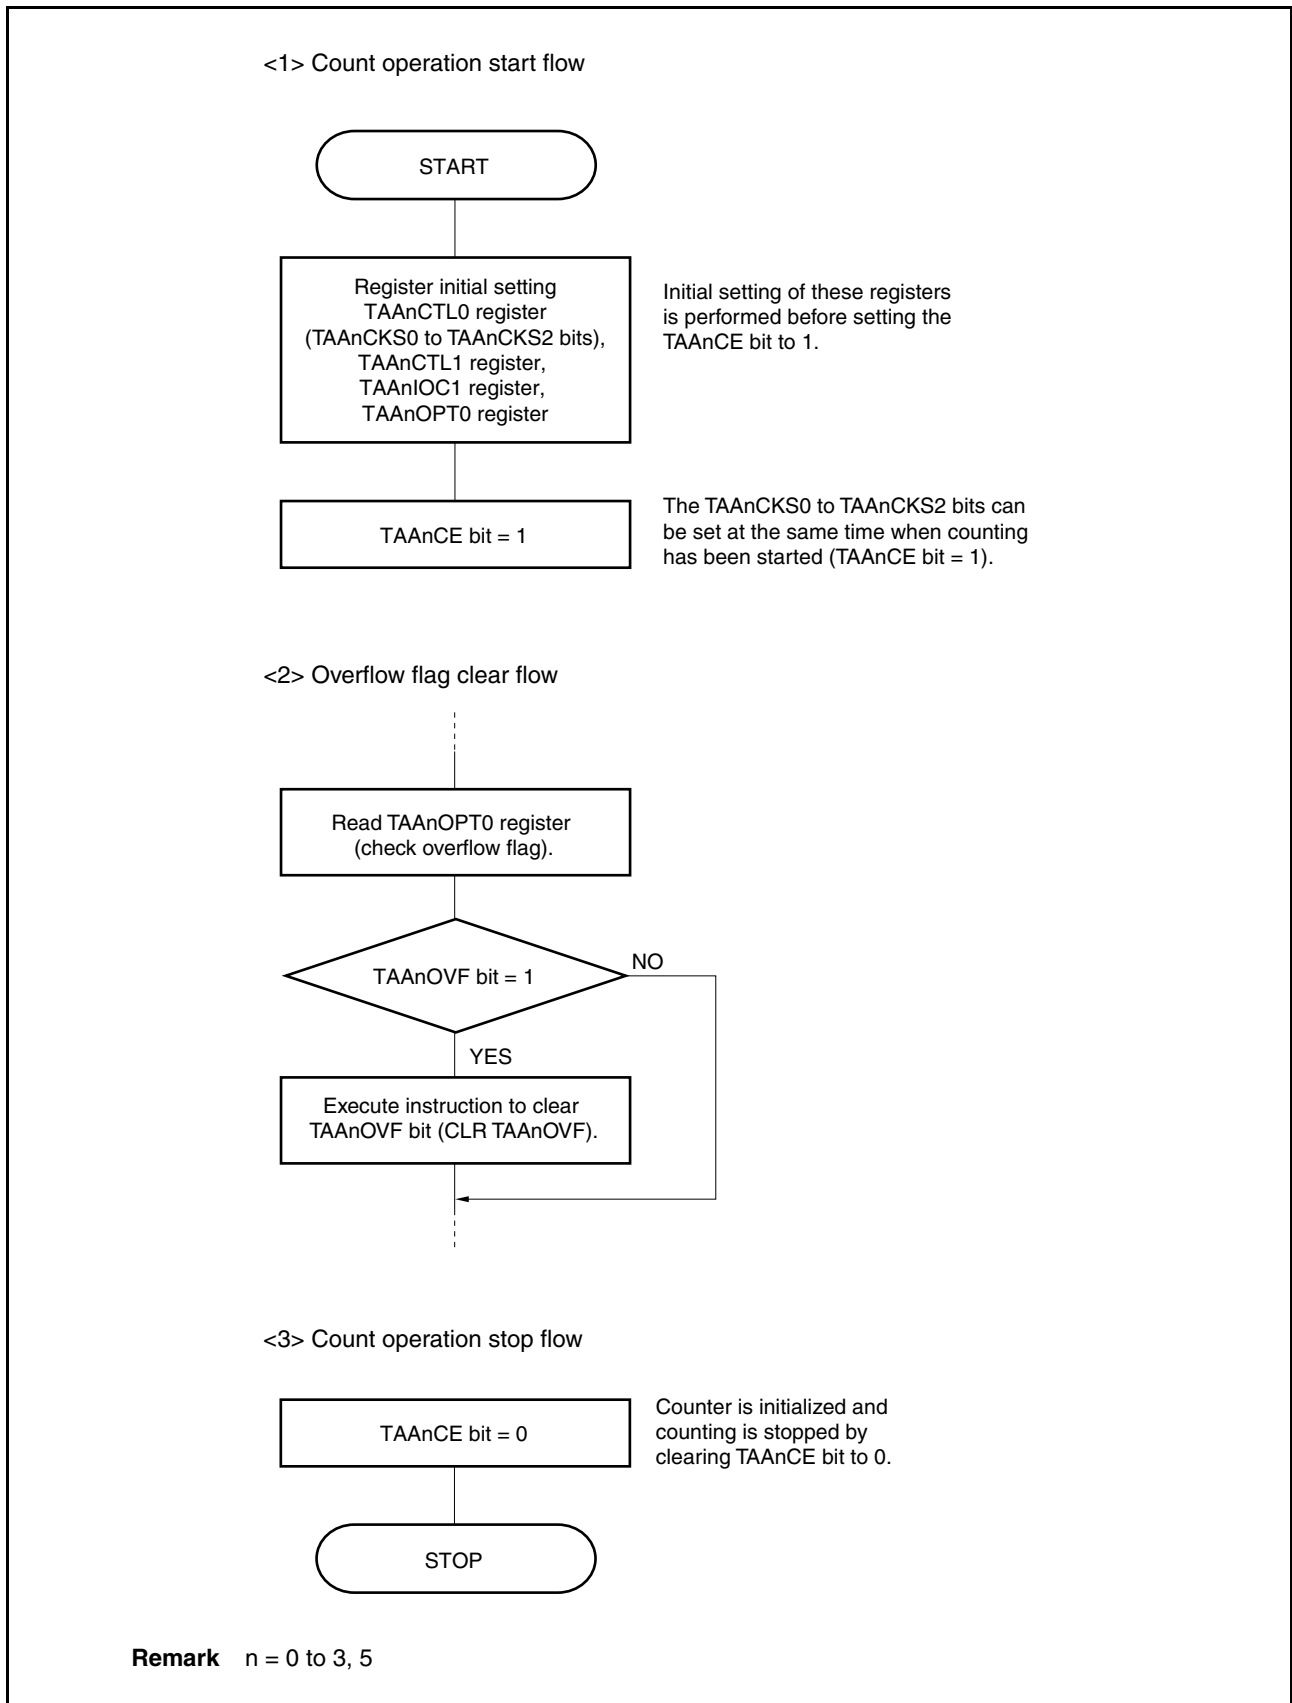 <1> Count operation start flow
START
Register initial setting
TAAnCTL0 register
(TAAnCKS0 to TAAnCKS2 bits),
TAAnCTL1 register,
TAAnIOC1 register,
TAAnOPT0 register
Initial setting of these registers
is performed before setting the
TAAnCE bit to 1.
TAAnCE bit = 1
The TAAnCKS0 to TAAnCKS2 bits can
be set at the same time when counting
has been started (TAAnCE bit = 1).
<2> Overflow flag clear flow
Read TAAnOPT0 register
(check overflow flag).
TAAnOVF bit = 1
NO
YES
Execute instruction to clear
TAAnOVF bit (CLR TAAnOVF).
<3> Count operation stop flow
TAAnCE bit = 0
Counter is initialized and
counting is stopped by
clearing TAAnCE bit to 0.
STOP
Remark n = 0 to 3, 5